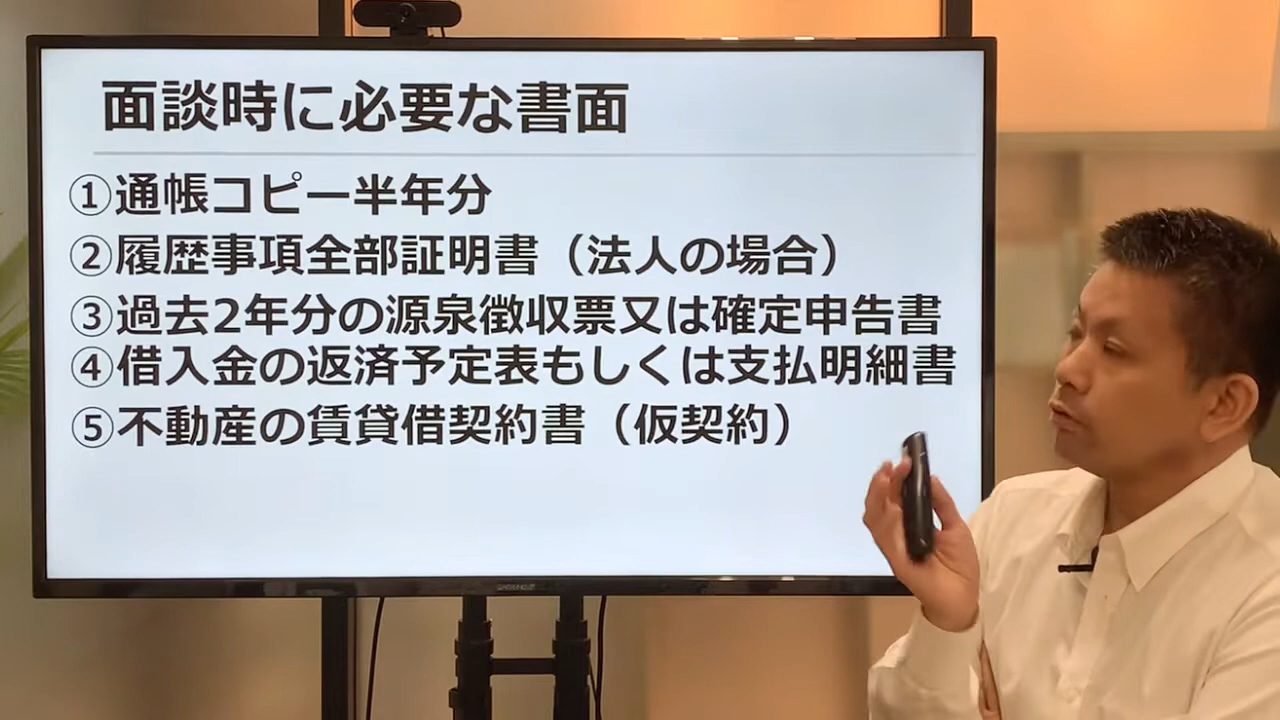 面談時に必要な書面
①通帳コピー半年分
②履歴事項全部証明書（法人の場合）
③過去2年分の源泉徴収票又は確定申告書
④借入金の返済予定表もしくは支払明細書
⑤不動産の賃貸借契約書（仮契約）